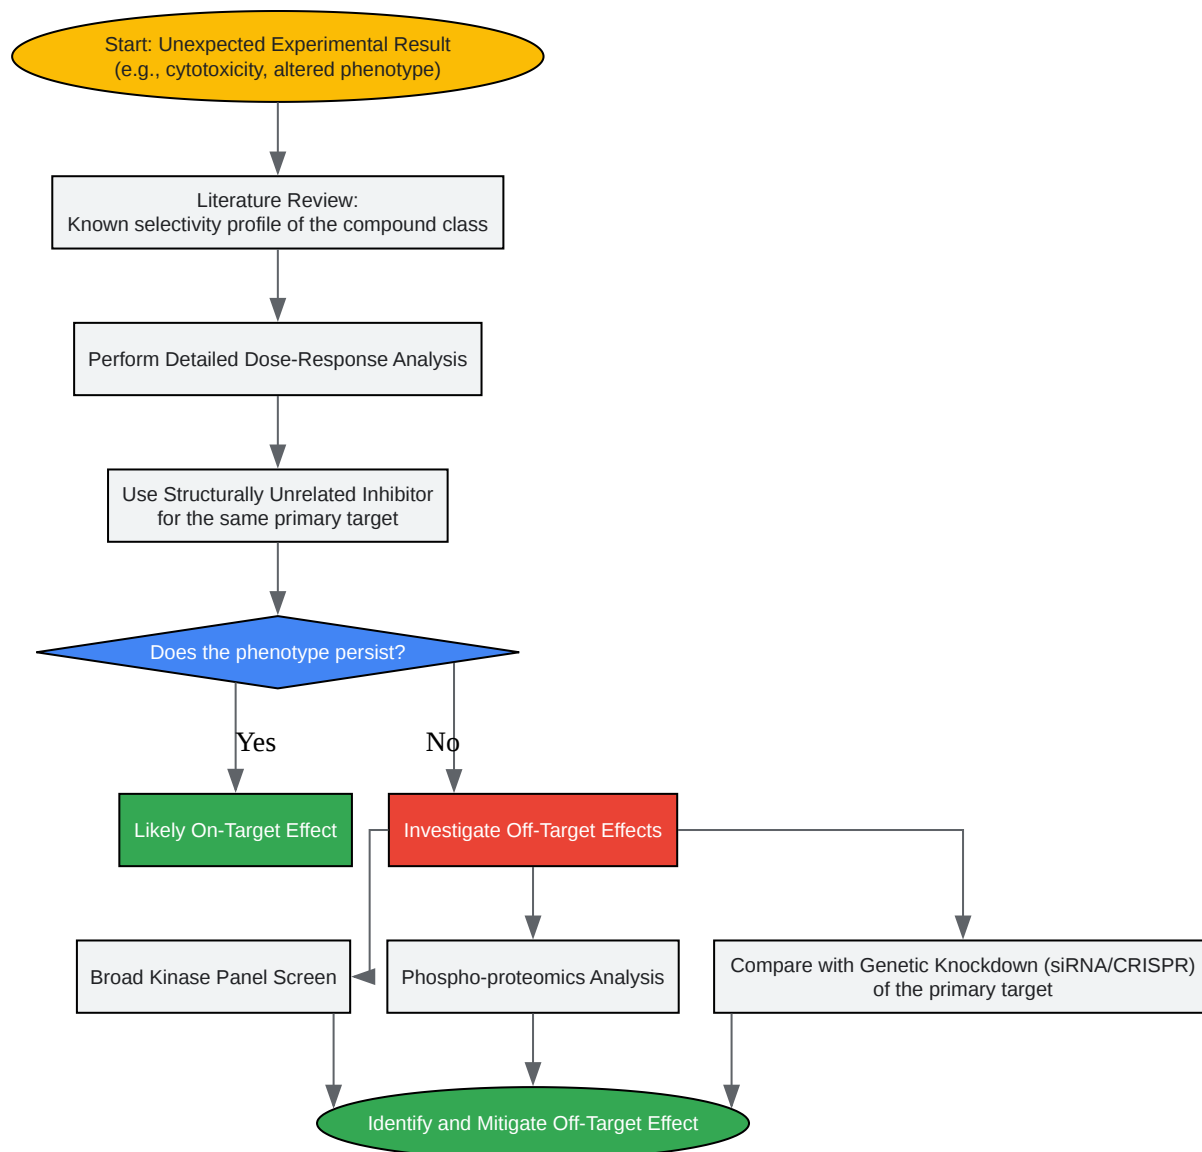 Start: Unexpected Experimental Result
(e.g., cytotoxicity, altered phenotype)
Literature Review:
Known selectivity profile of the compound class
Perform Detailed Dose-Response Analysis
Use Structurally Unrelated Inhibitor
for the same primary target
Does the phenotype persist?
Yes
No
Likely On-Target Effect
Investigate Off-Target Effects
Broad Kinase Panel Screen
Phospho-proteomics Analysis
Compare with Genetic Knockdown (siRNA/CRISPR)
of the primary target
Identify and Mitigate Off-Target Effect